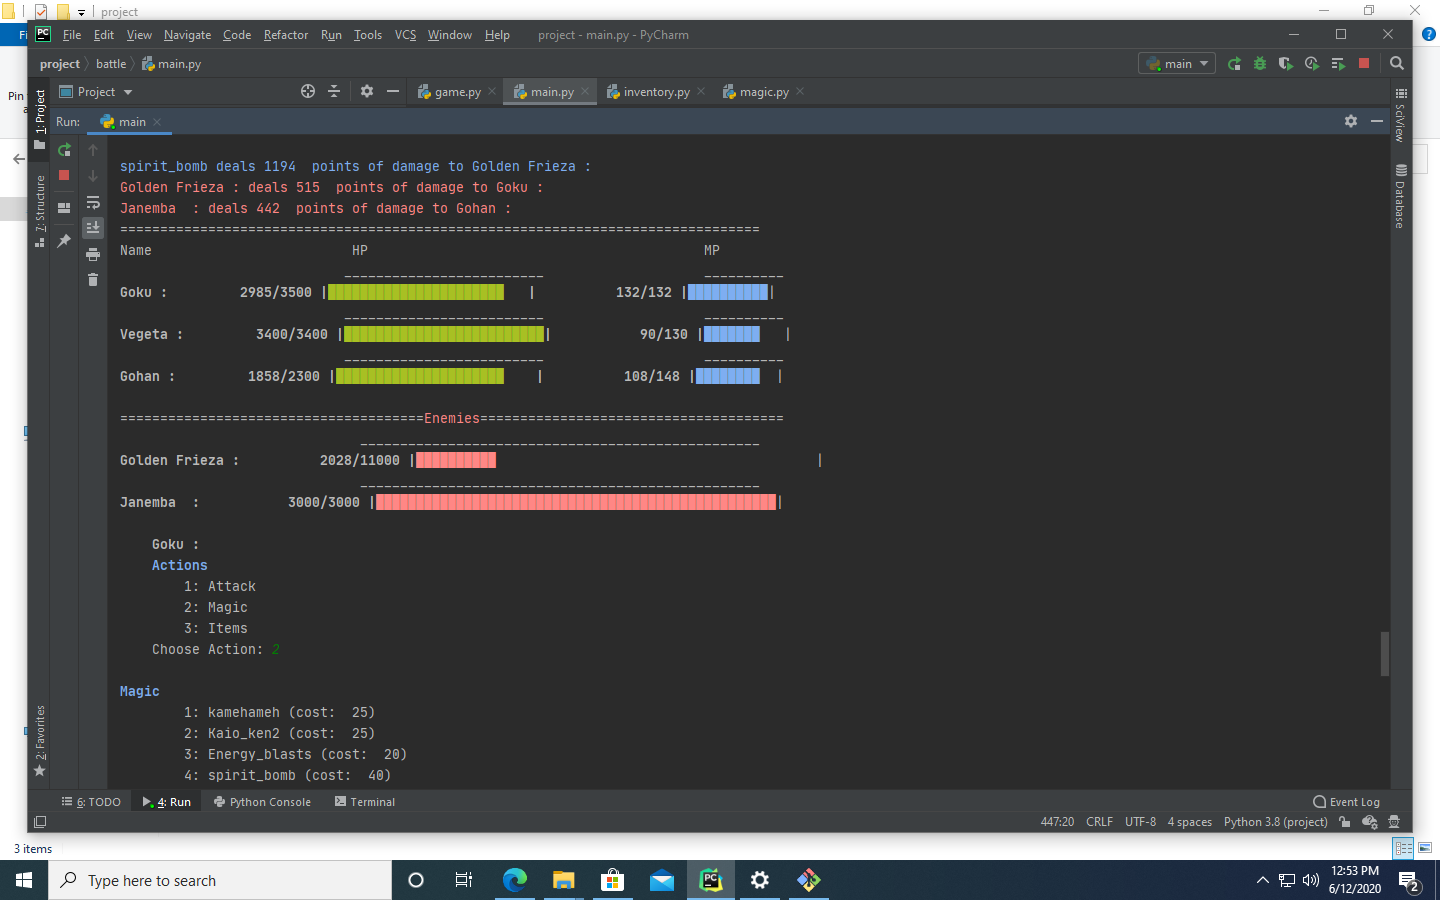 project
Fi
File Edit View Navigate Code Refactor Run Tools VCS Window Help project - main.py - PyCharm
project battle main.py main
Pin
a
Project game.py main.py inventory.py magic.py
1: Project
7: Structure
2: Favorites
SciView
Database
Run: main
spirit_bomb deals 1194  points of damage to Golden Frieza :
Golden Frieza : deals 515  points of damage to Goku :
Janemba  : deals 442  points of damage to Gohan :
================================================================================
Name HP MP
_________________________ __________
Goku : 2985/3500 | | 132/132 | |
_________________________ __________
Vegeta : 3400/3400 | | 90/130 | |
_________________________ __________
Gohan : 1858/2300 | | 108/148 | |
======================================Enemies======================================
__________________________________________________
Golden Frieza : 2028/11000 | |
__________________________________________________
Janemba  : 3000/3000 | |
Goku :
Actions
1: Attack
2: Magic
3: Items
Choose Action: 2
Magic
1: kamehameh (cost:  25)
2: Kaio_ken2 (cost:  25)
3: Energy_blasts (cost:  20)
4: spirit_bomb (cost:  40)
6: TODO 4: Run Python Console Terminal Event Log
447:20 CRLF UTF-8 4 spaces Python 3.8 (project)
3 items
Type here to search
12:53 PM
6/12/2020
2